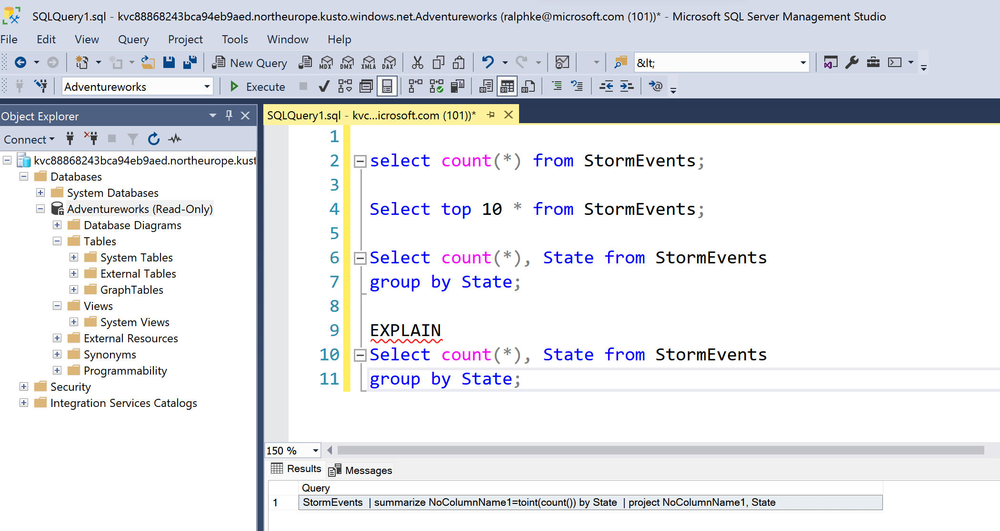 SQLQuery1.sql - kvc88868243bca94eb9aed.northeurope.kusto.windows.net.Adventureworks (ralphke@microsoft.com (101))* - Microsoft SQL Server Management Studio
File Edit View Query Project Tools Window Help
New Query MDX DMX XMLA DAX &lt;
Adventureworks Execute
Object Explorer
SQLQuery1.sql - kvc...icrosoft.com (101))*
Connect
kvc88868243bca94eb9aed.northeurope.kust
Databases
System Databases
Adventureworks (Read-Only)
Database Diagrams
Tables
System Tables
External Tables
GraphTables
Views
System Views
External Resources
Synonyms
Programmability
Security
Integration Services Catalogs
1
2 select count(*) from StormEvents;
3
4 Select top 10 * from StormEvents;
5
6 Select count(*), State from StormEvents
7 group by State;
8
9 EXPLAIN
10 Select count(*), State from StormEvents
11 group by State;
150 %
Results Messages
Query
1 StormEvents | summarize NoColumnName1=toint(count()) by State | project NoColumnName1, State